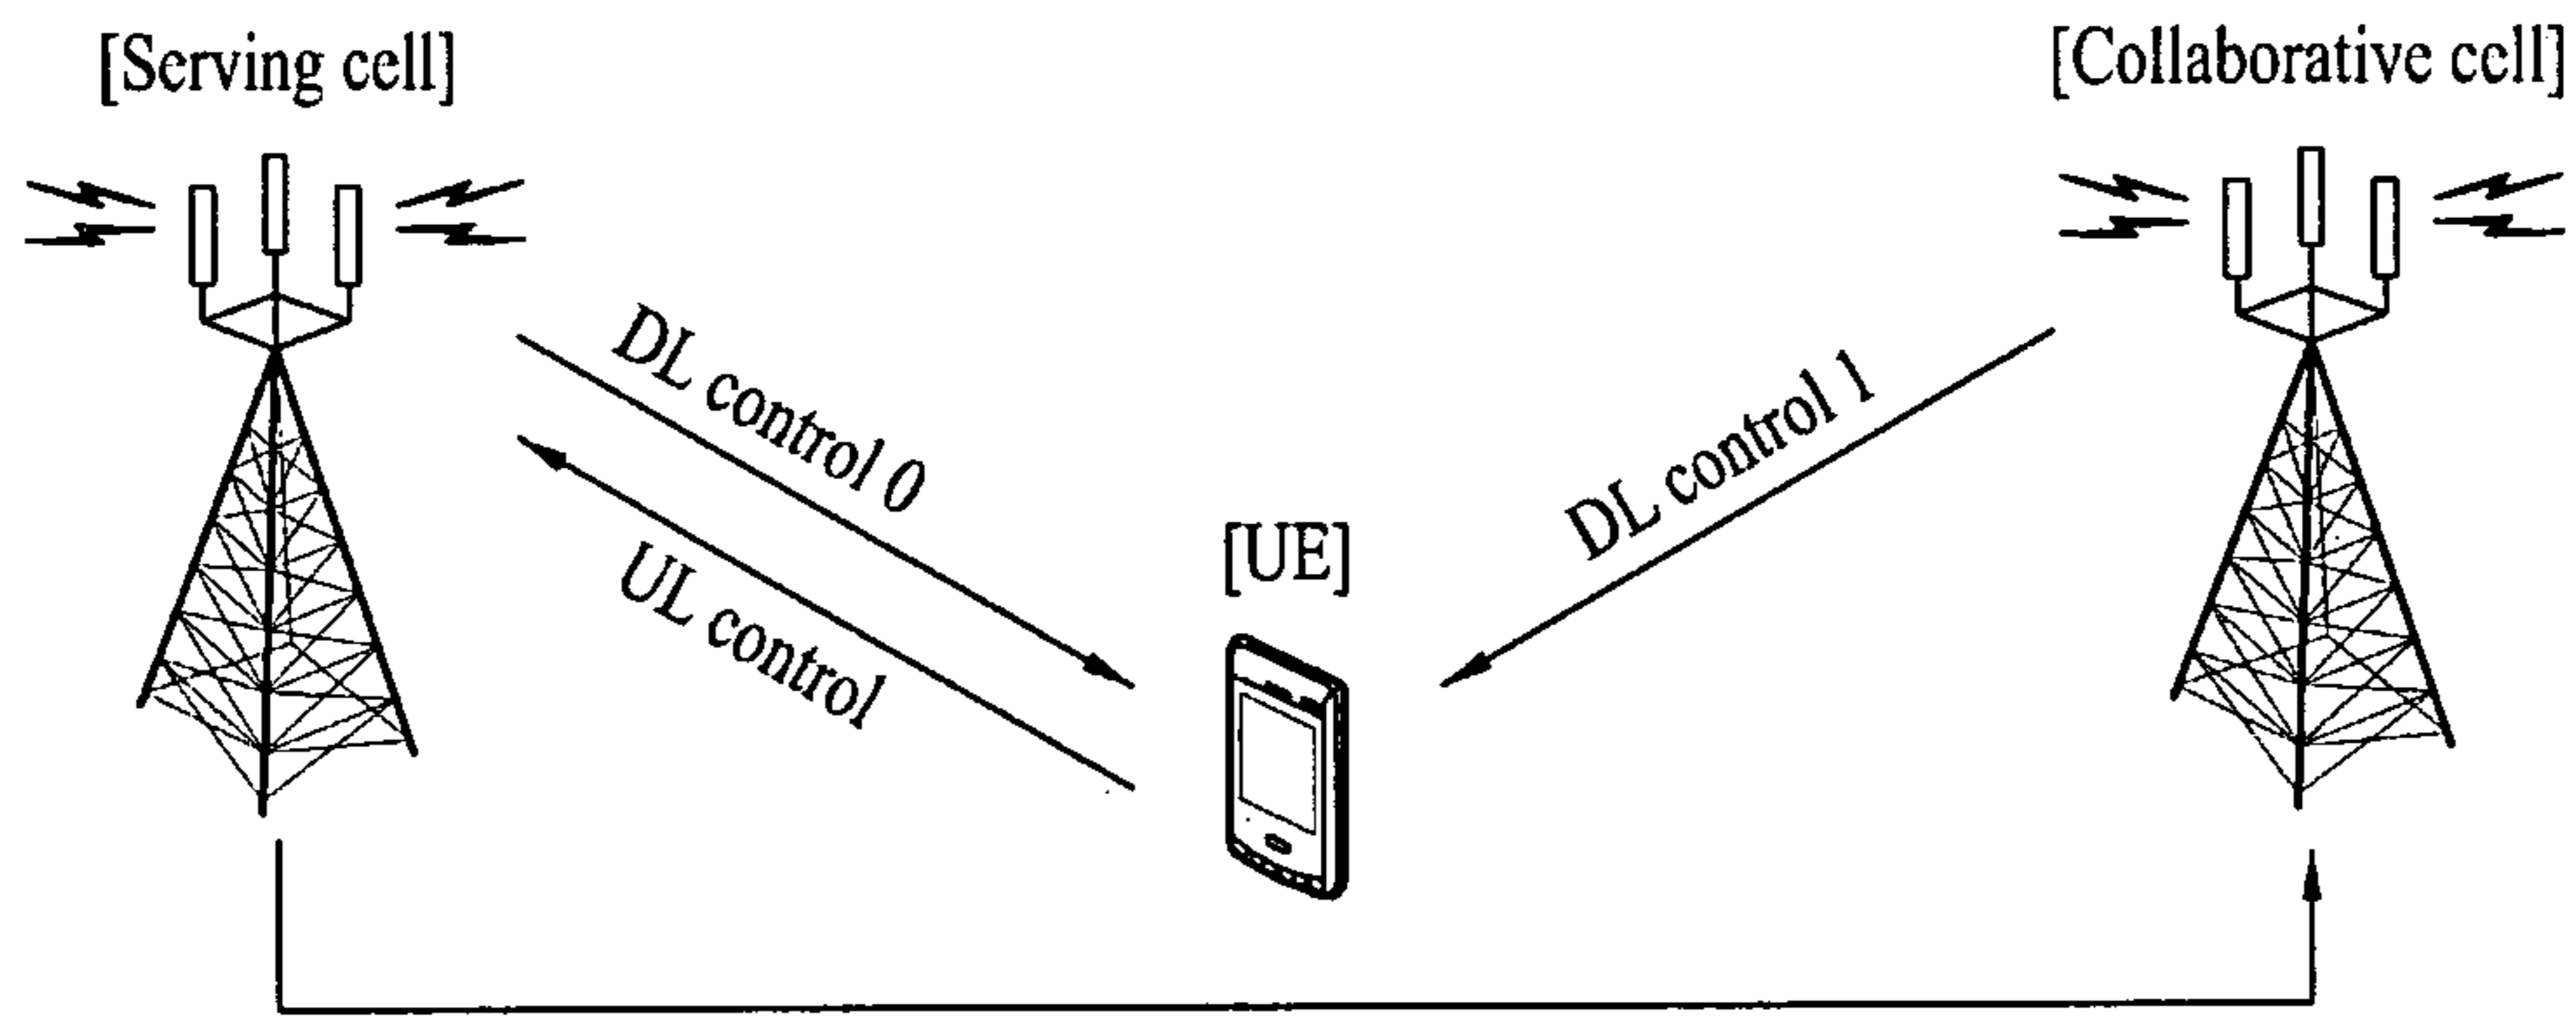 [Serving cell]
[Collaborative cell]
DL control 0
UL control
[UE]
DL control 1